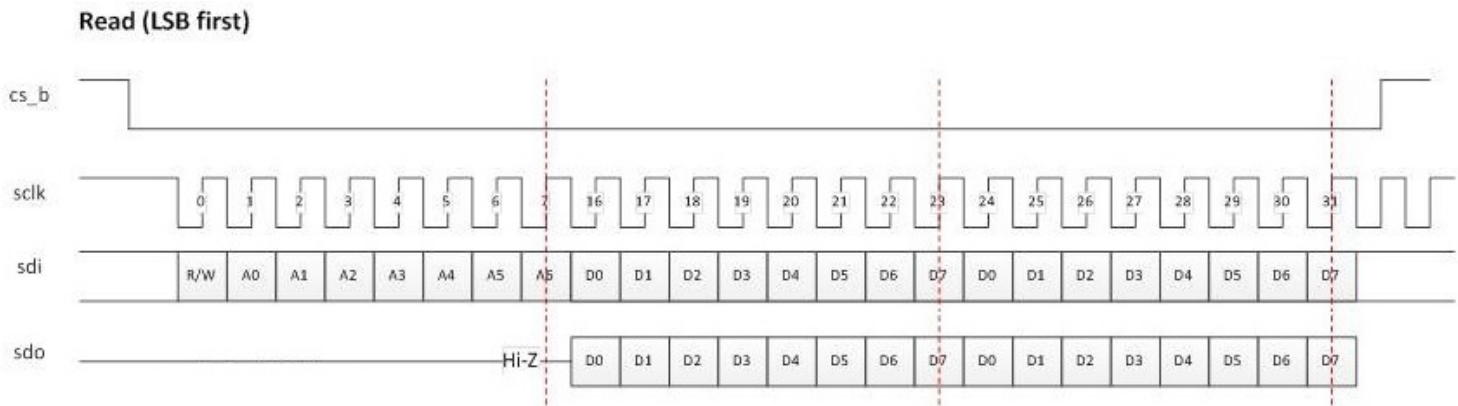 Read (LSB first)
cs_b
sclk 0 1 2 3 4 5 6 7 16 17 18 19 20 21 22 23 24 25 26 27 28 29 30 31
sdi R/W A0 A1 A2 A3 A4 A5 A6 D0 D1 D2 D3 D4 D5 D6 D7 D0 D1 D2 D3 D4 D5 D6 D7
sdo Hi-Z D0 D1 D2 D3 D4 D5 D6 D7 D0 D1 D2 D3 D4 D5 D6 D7